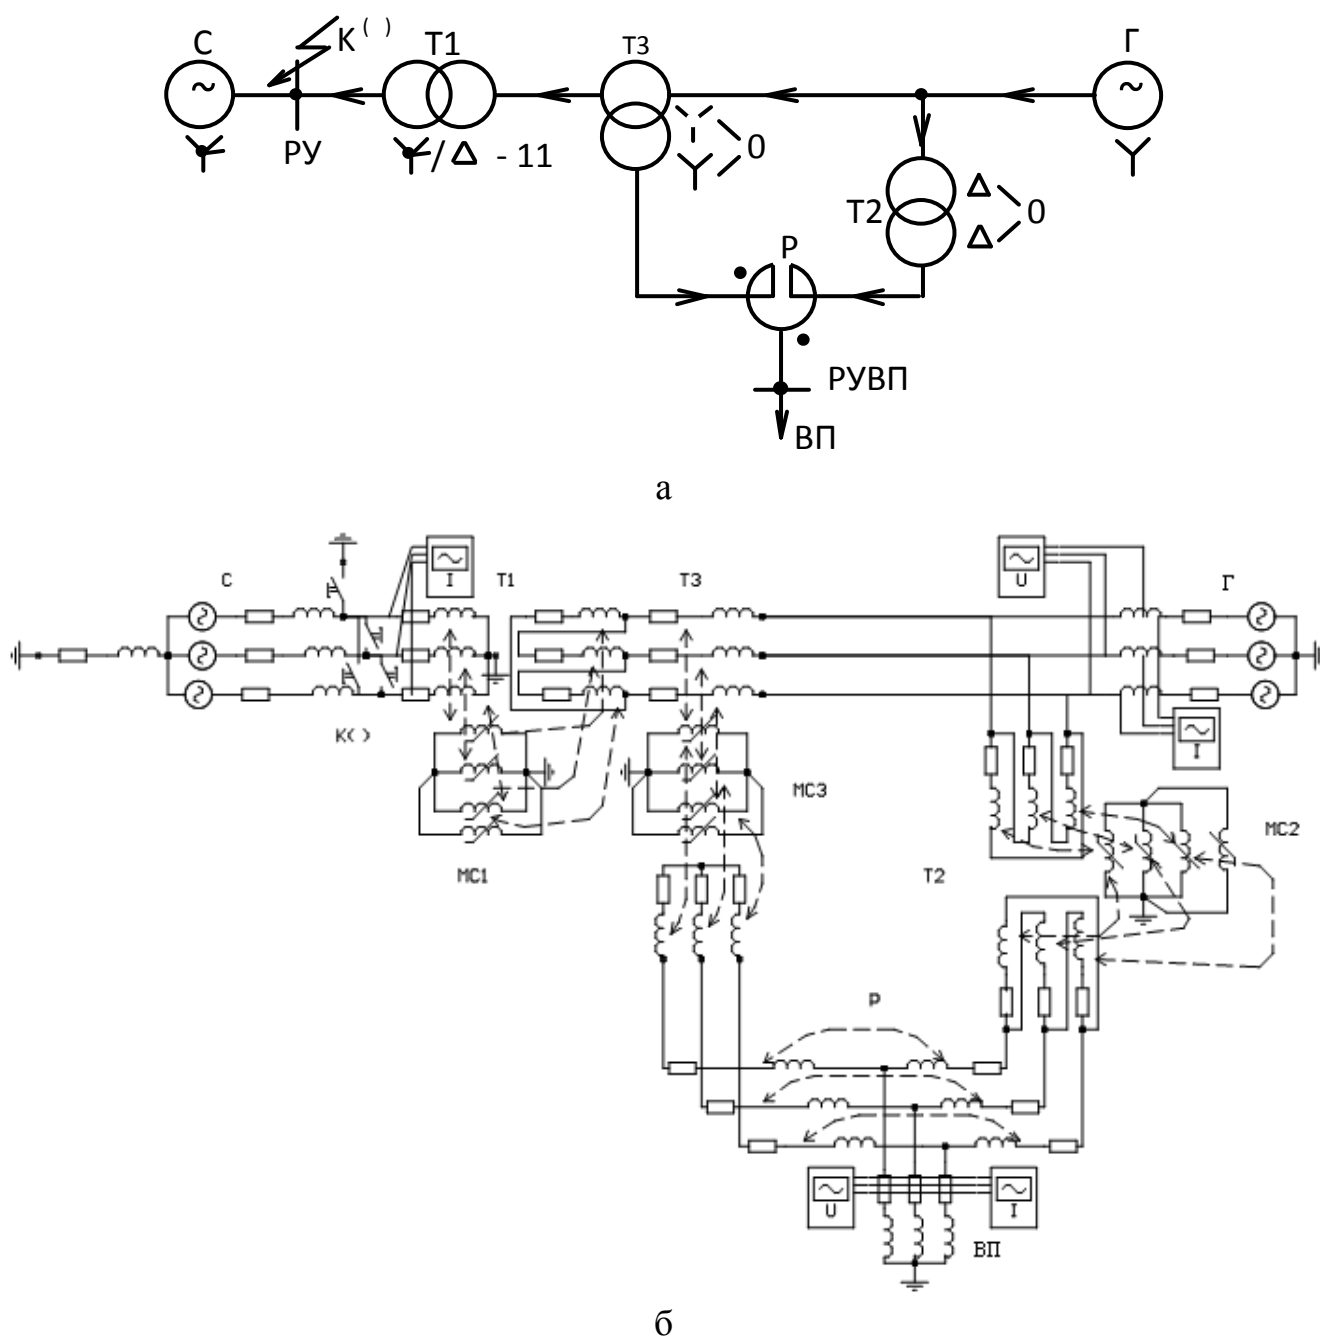 С К( ) Т1 Т3 Г
РУ / Δ - 11 0
Т2 Δ 0
Δ
Р
РУВП
ВП
а
С I Т1 Т3 U Г
К( ) I
МС3
МС1 Т2 МС2
Р
U I
ВП
б